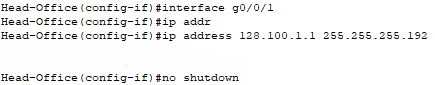 Head-Office(config-if)#interface g0/0/1
Head-Office(config-if)#ip addr
Head-Office(config-if)#ip address 128.100.1.1 255.255.255.192
Head-Office(config-if)#no shutdown